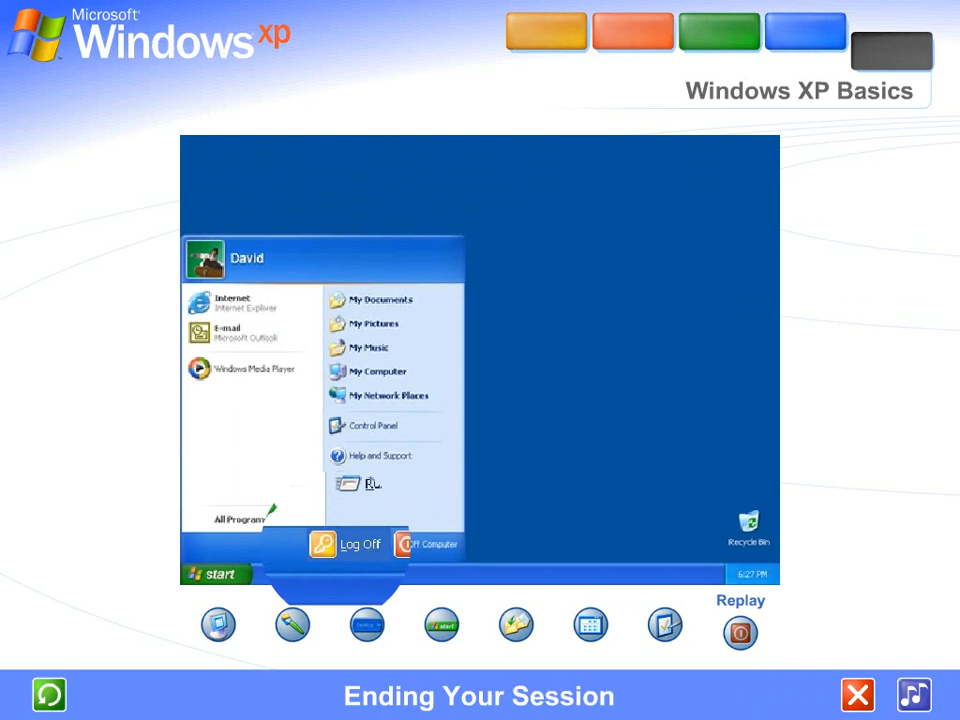 Microsoft
Windows xp
Windows XP Basics
David
Internet
Internet Explorer
E-mail
Microsoft Outlook
Windows Media Player
My Documents
My Pictures
My Music
My Computer
My Network Places
Control Panel
Help and Support
All Program
Log Off
Off Computer
Recycle Bin
start
6:27 PM
Replay
Desktop
start
Ending Your Session